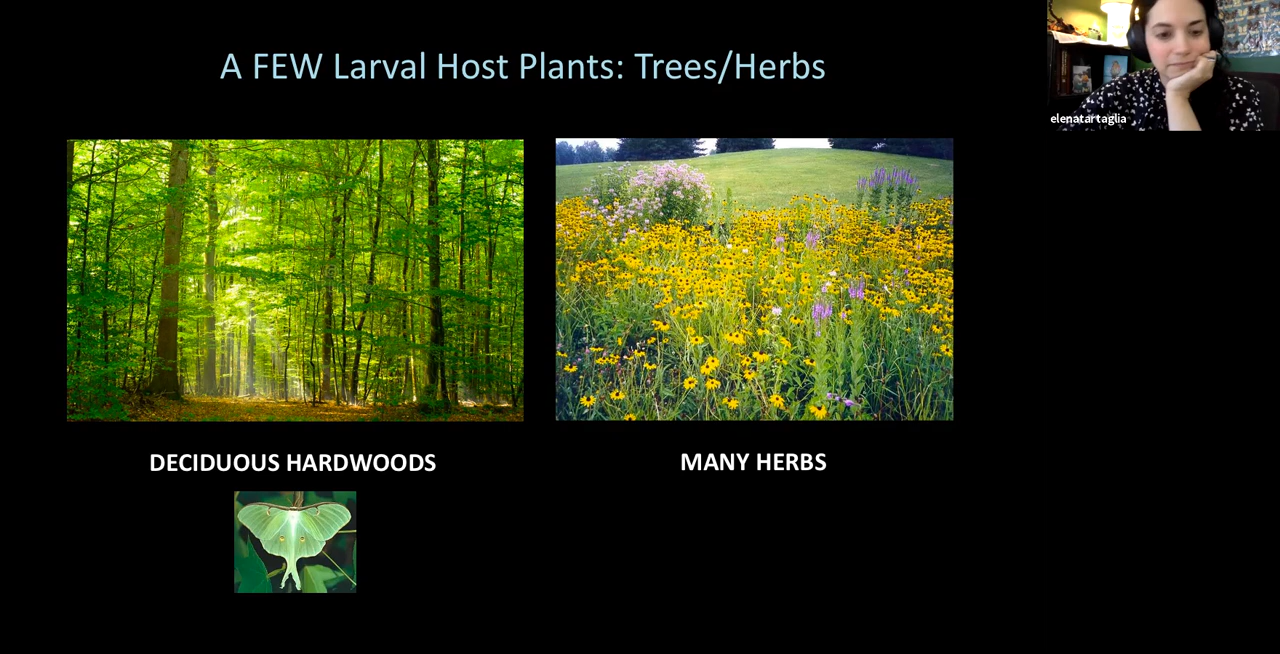 A FEW Larval Host Plants: Trees/Herbs
elenatartaglia
DECIDUOUS HARDWOODS
MANY HERBS